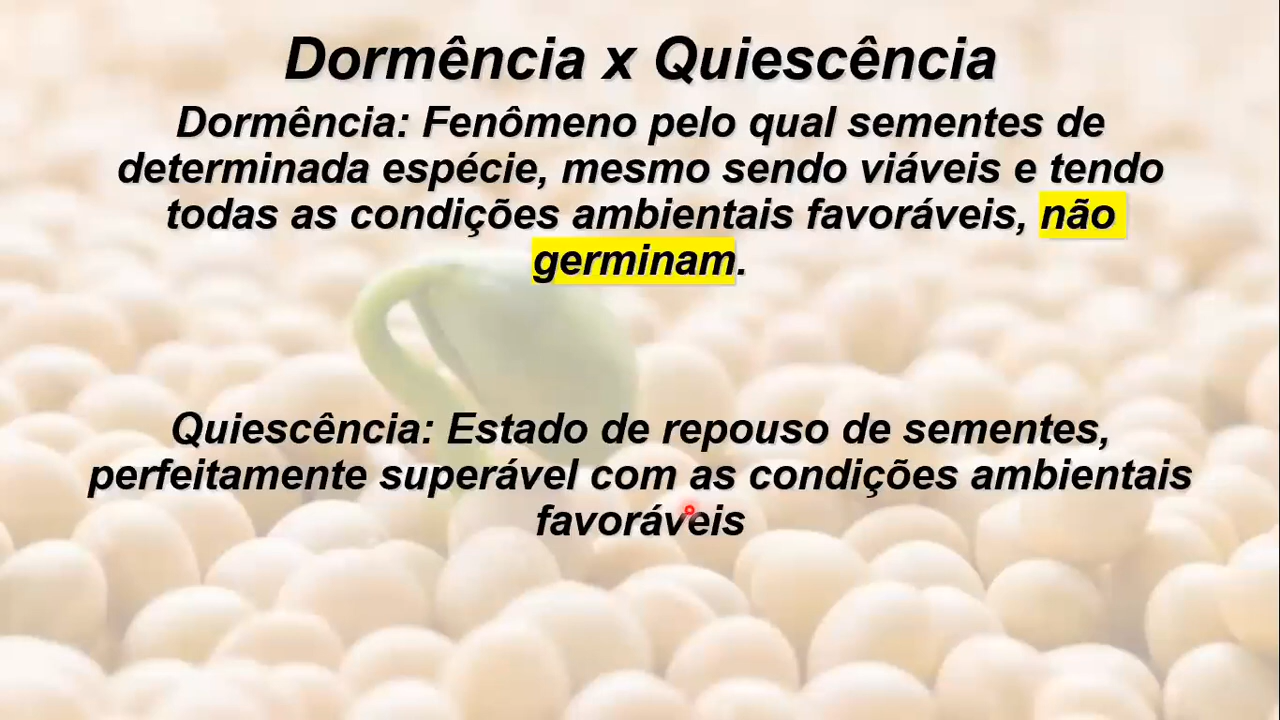 Dormência x Quiescência
Dormência: Fenômeno pelo qual sementes de
determinada espécie, mesmo sendo viáveis e tendo
todas as condições ambientais favoráveis, não
germinam.
Quiescência: Estado de repouso de sementes,
perfeitamente superável com as condições ambientais
favoráveis